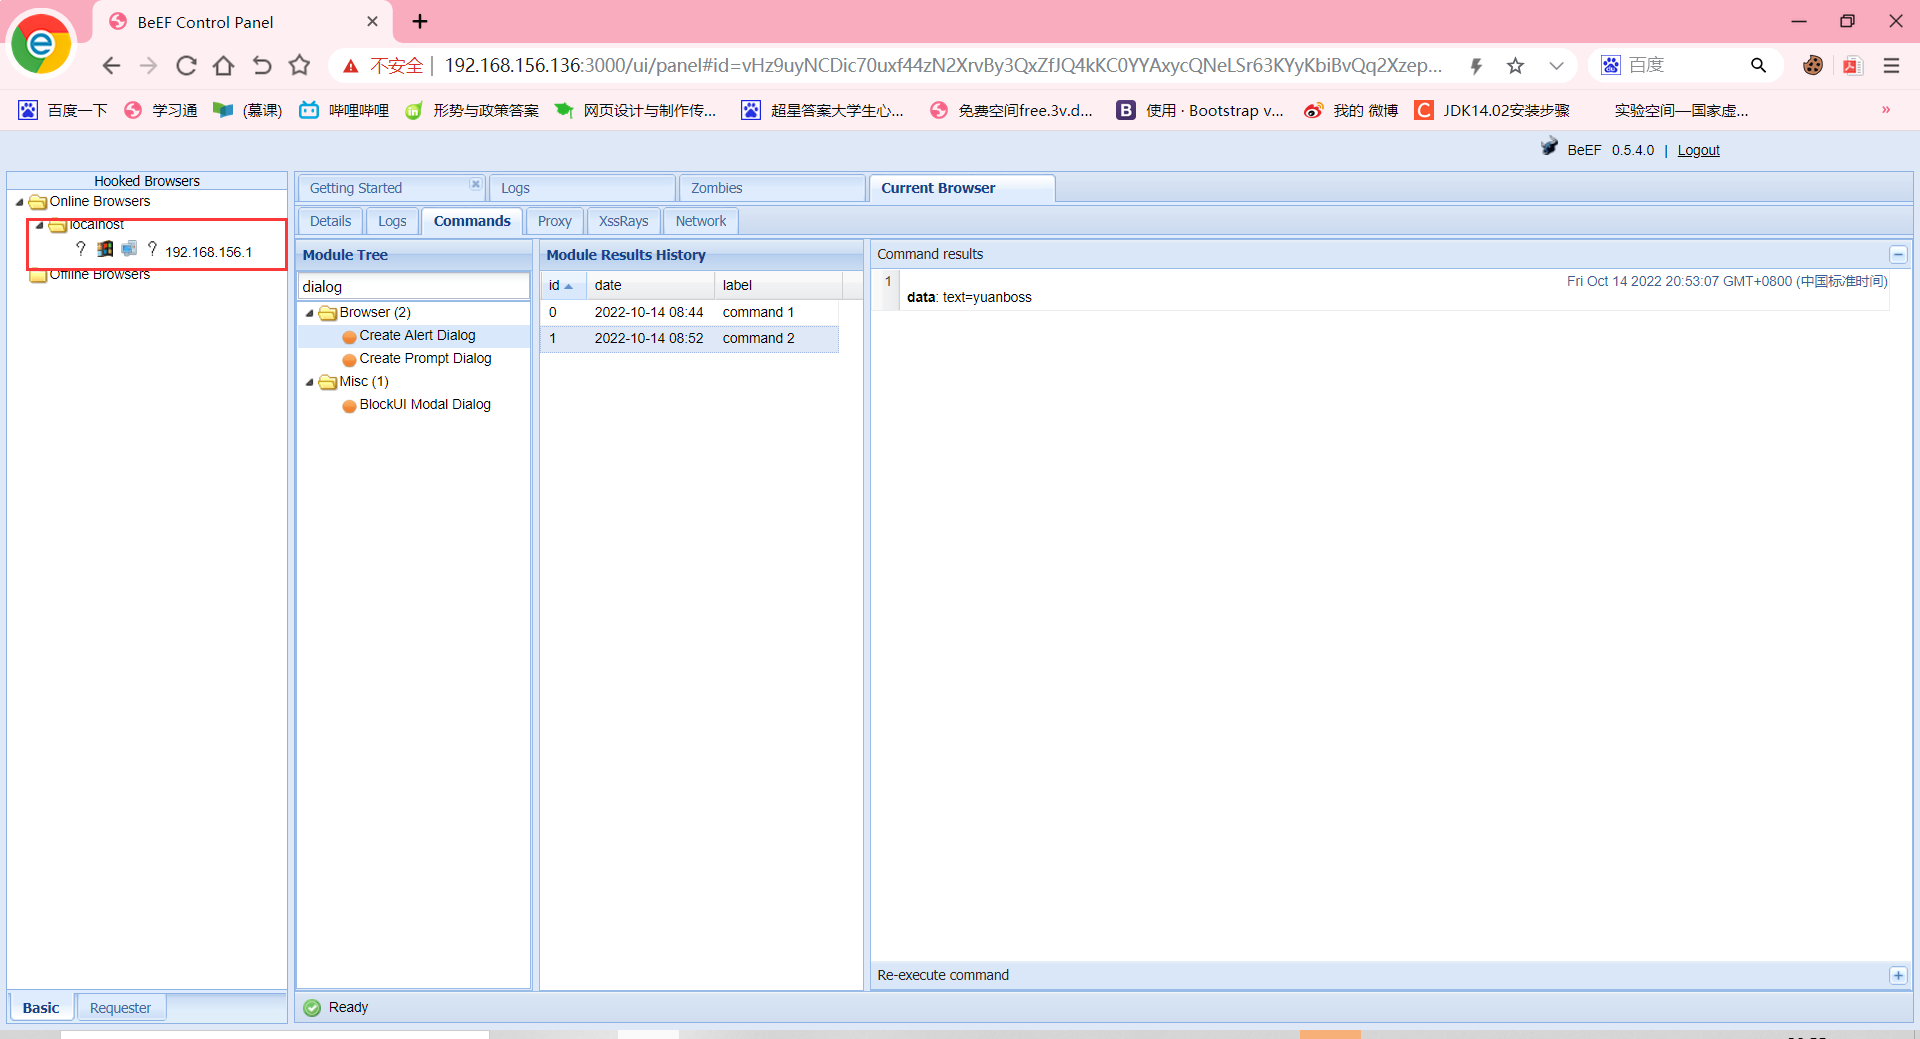 BeEF Control Panel
不安全 192.168.156.136:3000/ui/panel#id=vHz9uyNCDic70uxf44zN2XrvBy3QxZfJQ4kKC0YYAxycQNeLSr63KYyKbiBvQq2Xzep...
百度
百度一下 学习通 (慕课) 哔哩哔哩 形势与政策答案 网页设计与制作传... 超星答案大学生心... 免费空间free.3v.d... 使用 · Bootstrap v... 我的 微博 JDK14.02安装步骤 实验空间—国家虚... »
BeEF 0.5.4.0 | Logout
Hooked Browsers
Online Browsers
localhost
? ? 192.168.156.1
Offline Browsers
Getting Started Logs Zombies Current Browser
Details Logs Commands Proxy XssRays Network
Module Tree
dialog
Browser (2)
Create Alert Dialog
Create Prompt Dialog
Misc (1)
BlockUI Modal Dialog
Module Results History
id date label
0 2022-10-14 08:44 command 1
1 2022-10-14 08:52 command 2
Command results
1 Fri Oct 14 2022 20:53:07 GMT+0800 (中国标准时间)
data: text=yuanboss
Re-execute command
Basic Requester
Ready